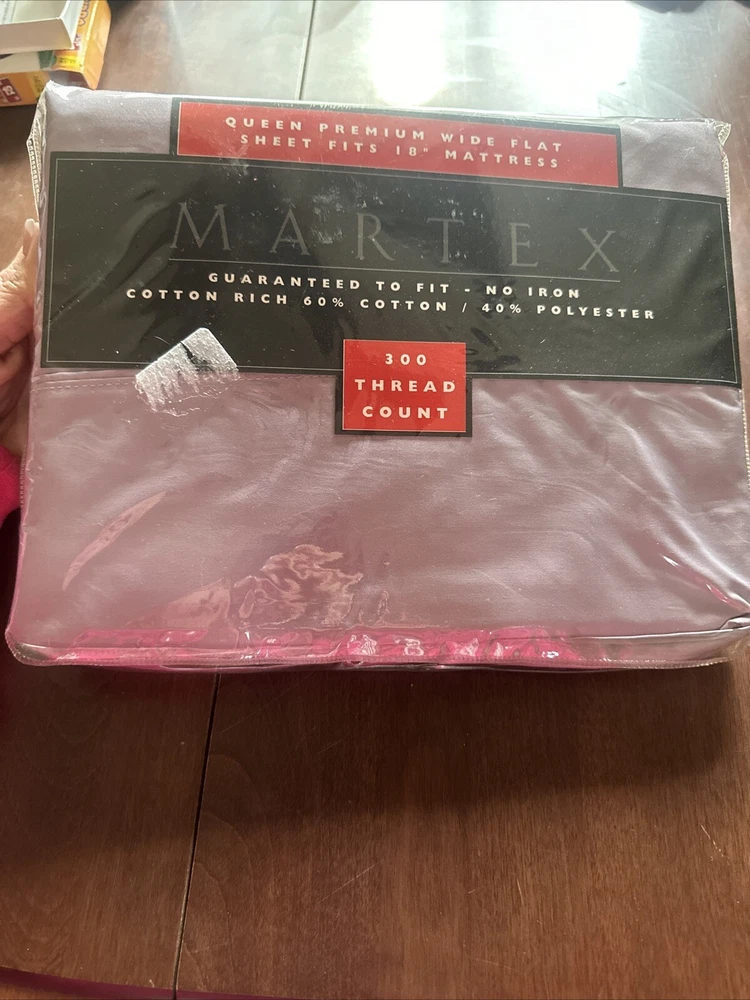 QUEEN PREMIUM WIDE FLAT
SHEET FITS 18" MATTRESS
MARTEX
GUARANTEED TO FIT - NO IRON
COTTON RICH 60% COTTON / 40% POLYESTER
300
THREAD
COUNT